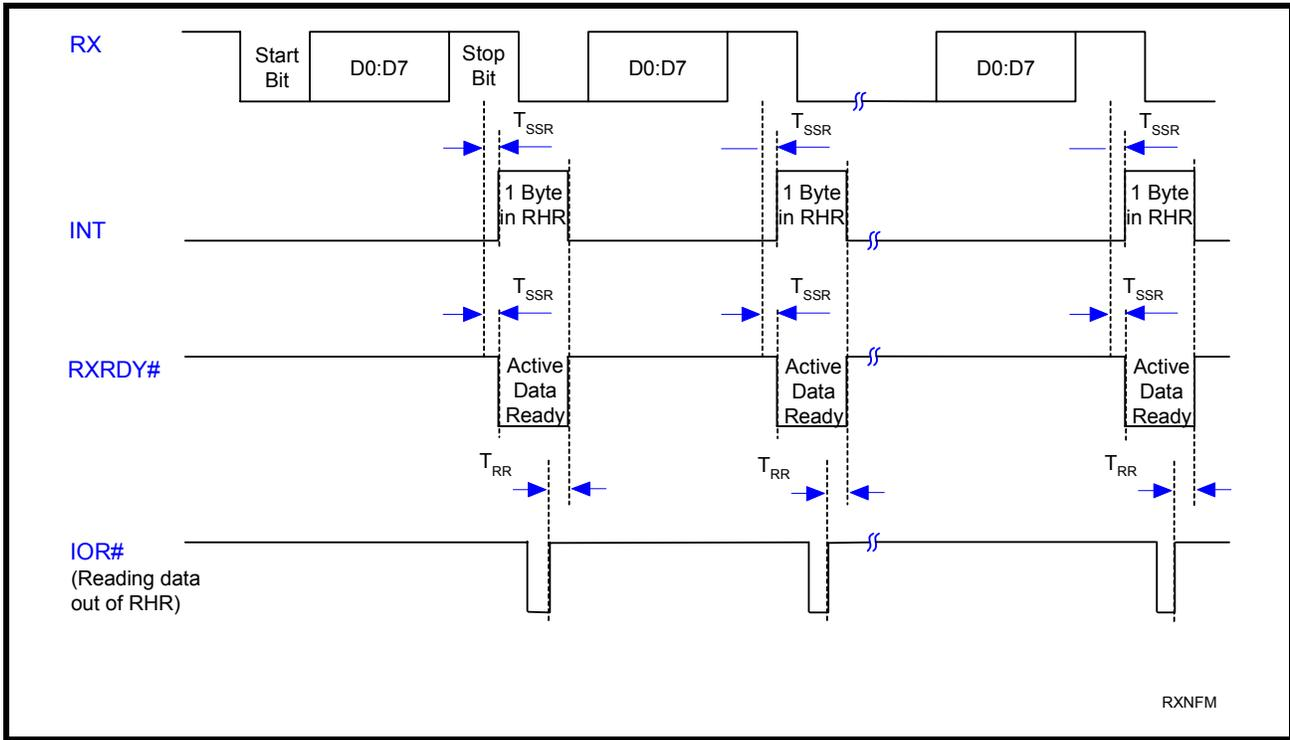 RX
Start
Bit
D0:D7
Stop
Bit
D0:D7
D0:D7
TSSR
TSSR
TSSR
INT
1 Byte
in RHR
1 Byte
in RHR
1 Byte
in RHR
TSSR
TSSR
TSSR
RXRDY#
Active
Data
Ready
Active
Data
Ready
Active
Data
Ready
TRR
TRR
TRR
IOR#
(Reading data
out of RHR)
RXNFM